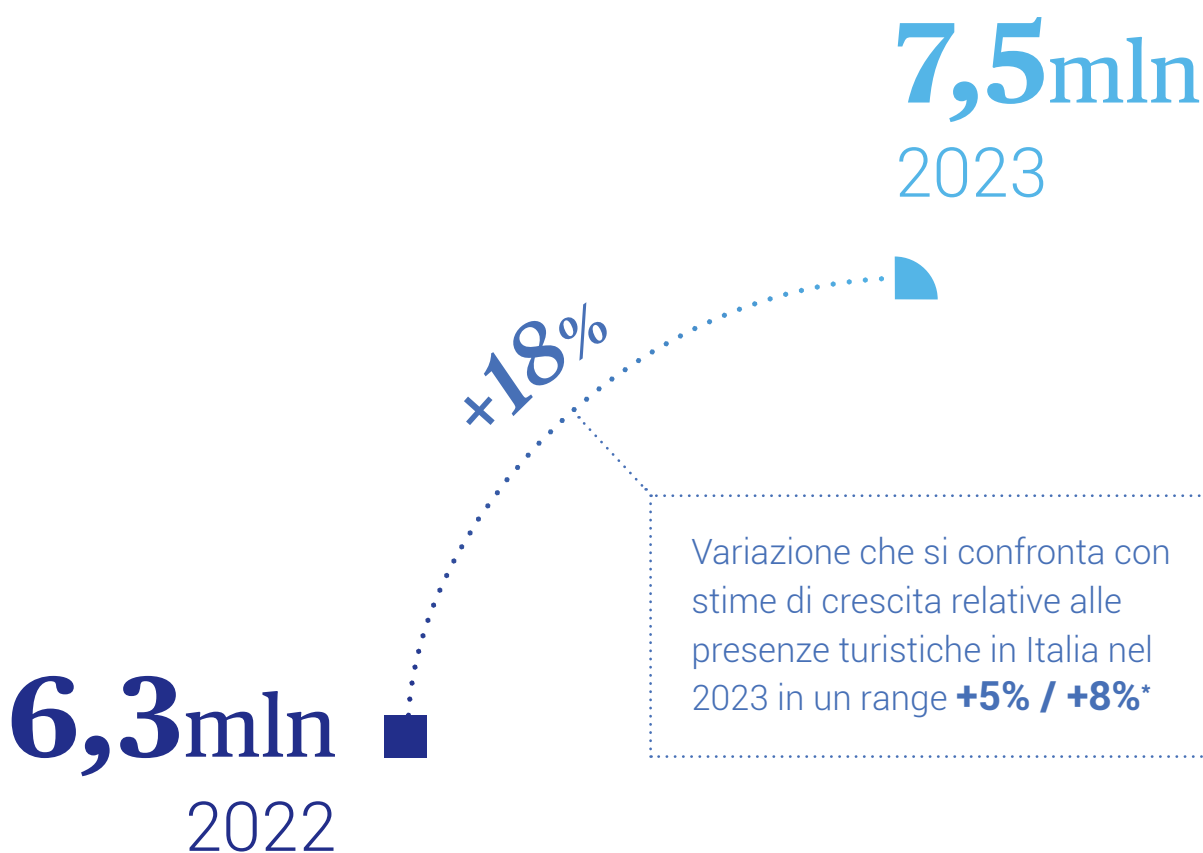 7,5mln
2023
+18%
Variazione che si confronta con
stime di crescita relative alle
presenze turistiche in Italia nel
2023 in un range +5% / +8%*
6,3mln
2022